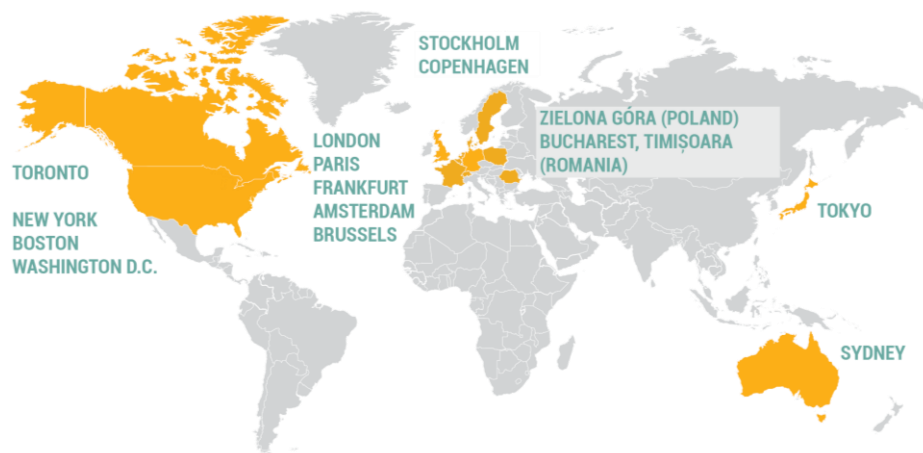 STOCKHOLM
COPENHAGEN
ZIELONA GÓRA (POLAND)
BUCHAREST, TIMIȘOARA
(ROMANIA)
LONDON
PARIS
FRANKFURT
AMSTERDAM
BRUSSELS
TORONTO
NEW YORK
BOSTON
WASHINGTON D.C.
TOKYO
SYDNEY